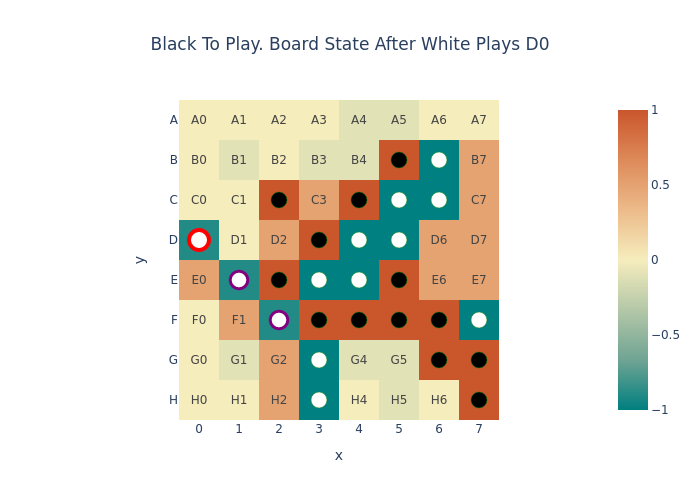 Black To Play. Board State After White Plays D0
A A0 A1 A2 A3 A4 A5 A6 A7
B B0 B1 B2 B3 B4 B7
C C0 C1 C3 C7
D D1 D2 D6 D7
E E0 E6 E7
F F0 F1
G G0 G1 G2 G4 G5
H H0 H1 H2 H4 H5 H6
0 1 2 3 4 5 6 7
x
y
1
0.5
0
−0.5
−1